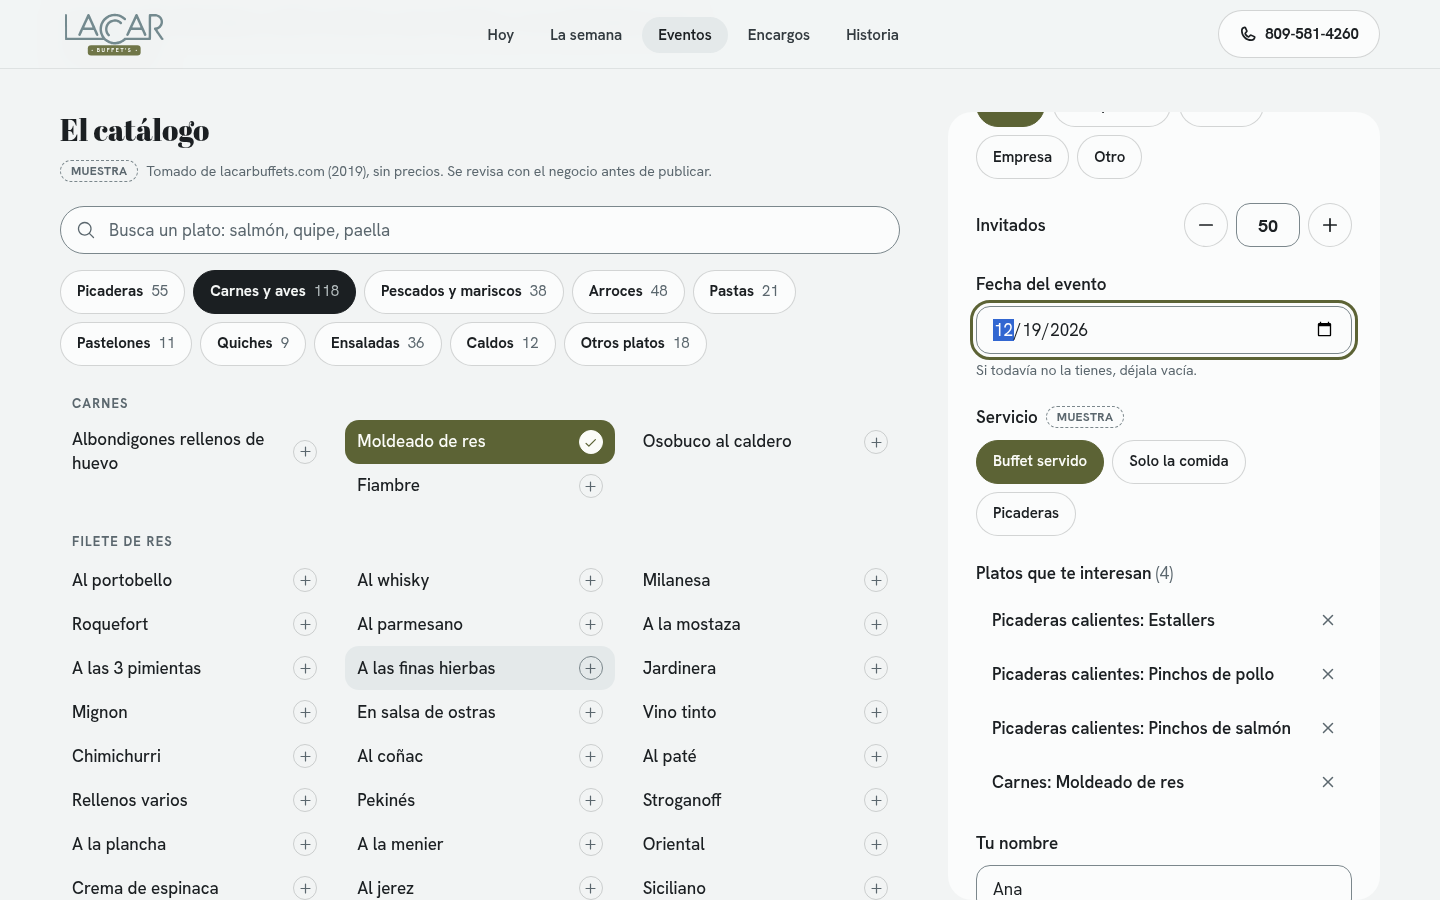 LACAR
BUFFET'S
Hoy
La semana
Eventos
Encargos
Historia
809-581-4260
El catálogo
MUESTRA
Tomado de lacarbuffets.com (2019), sin precios. Se revisa con el negocio antes de publicar.
Busca un plato: salmón, quipe, paella
Picaderas 55
Carnes y aves 118
Pescados y mariscos 38
Arroces 48
Pastas 21
Pastelones 11
Quiches 9
Ensaladas 36
Caldos 12
Otros platos 18
CARNES
Albondigones rellenos de
huevo
Moldeado de res
Osobuco al caldero
Fiambre
FILETE DE RES
Al portobello
Al whisky
Milanesa
Roquefort
Al parmesano
A la mostaza
A las 3 pimientas
A las finas hierbas
Jardinera
Mignon
En salsa de ostras
Vino tinto
Chimichurri
Al coñac
Al paté
Rellenos varios
Pekinés
Stroganoff
A la plancha
A la menier
Oriental
Crema de espinaca
Al jerez
Siciliano
Empresa
Otro
Invitados
50
Fecha del evento
12/19/2026
Si todavía no la tienes, déjala vacía.
Servicio
MUESTRA
Buffet servido
Solo la comida
Picaderas
Platos que te interesan (4)
Picaderas calientes: Estallers
Picaderas calientes: Pinchos de pollo
Picaderas calientes: Pinchos de salmón
Carnes: Moldeado de res
Tu nombre
Ana